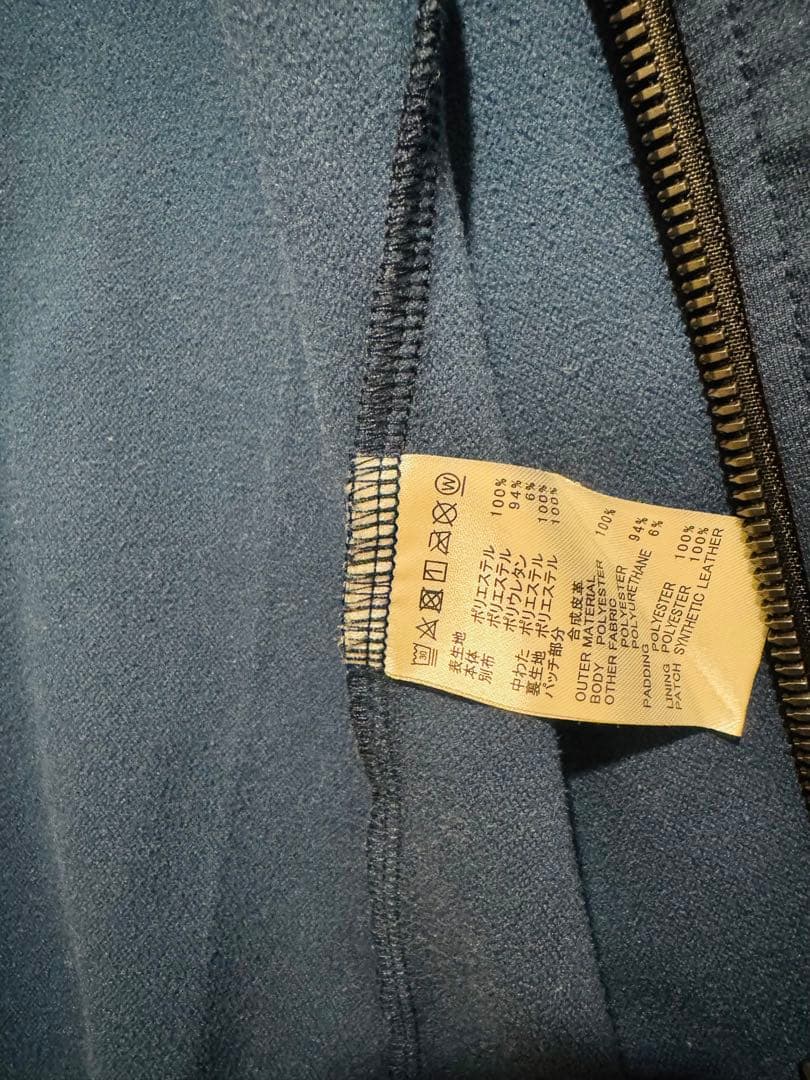 30 W
表生地
本体 ポリエステル 100%
別布 ポリエステル 94%
ポリウレタン 6%
中わた ポリエステル 100%
裏生地 ポリエステル 100%
パッチ部分 合成皮革
OUTER MATERIAL
BODY POLYESTER 100%
OTHER FABRIC
POLYESTER 94%
POLYURETHANE 6%
PADDING POLYESTER 100%
LINING POLYESTER 100%
PATCH SYNTHETIC LEATHER